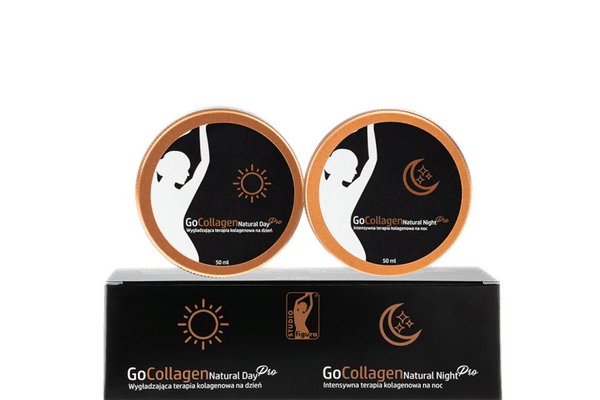 GoCollagen Natural Day Pro
Wygładzająca terapia kolagenowa na dzień
50 ml
GoCollagen Natural Night Pro
Intensywna terapia kolagenowa na noc
50 ml
STUDIO
figura
GoCollagen Natural Day Pro
Wygładzająca terapia kolagenowa na dzień
GoCollagen Natural Night Pro
Intensywna terapia kolagenowa na noc